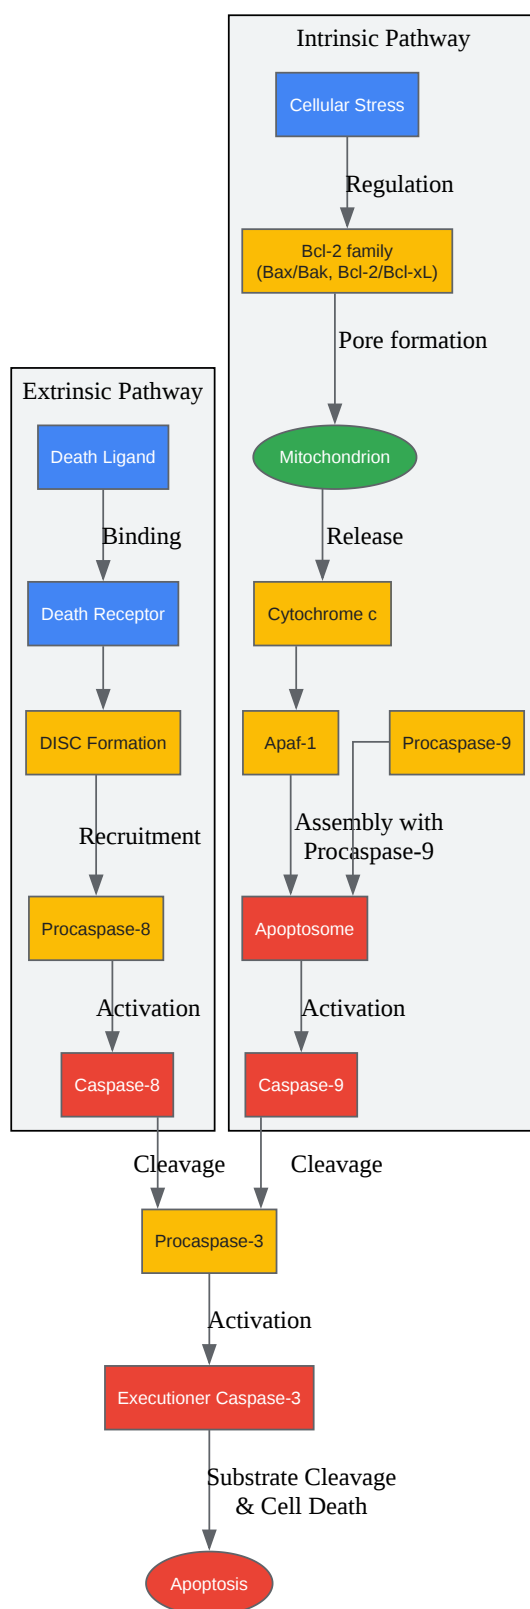 Intrinsic Pathway
Cellular Stress
Regulation
Bcl-2 family
(Bax/Bak, Bcl-2/Bcl-xL)
Pore formation
Mitochondrion
Release
Cytochrome c
Apaf-1
Procaspase-9
Assembly with
Procaspase-9
Apoptosome
Activation
Caspase-9
Extrinsic Pathway
Death Ligand
Binding
Death Receptor
DISC Formation
Recruitment
Procaspase-8
Activation
Caspase-8
Cleavage
Cleavage
Procaspase-3
Activation
Executioner Caspase-3
Substrate Cleavage
& Cell Death
Apoptosis